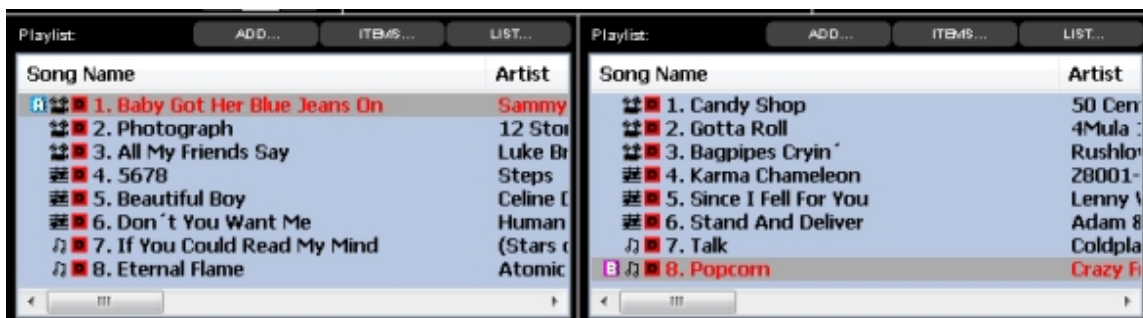 Playlist: ADD... ITEMS... LIST...
Song Name Artist
A 1. Baby Got Her Blue Jeans On Sammy
2. Photograph 12 Sto
3. All My Friends Say Luke Br
4. 5678 Steps
5. Beautiful Boy Celine D
6. Don´t You Want Me Human
7. If You Could Read My Mind (Stars o
8. Eternal Flame Atomic
Playlist: ADD... ITEMS... LIST...
Song Name Artist
1. Candy Shop 50 Cen
2. Gotta Roll 4Mula
3. Bagpipes Cryin´ Rushlo
4. Karma Chameleon 28001-
5. Since I Fell For You Lenny
6. Stand And Deliver Adam &
7. Talk Coldpla
B 8. Popcorn Crazy F